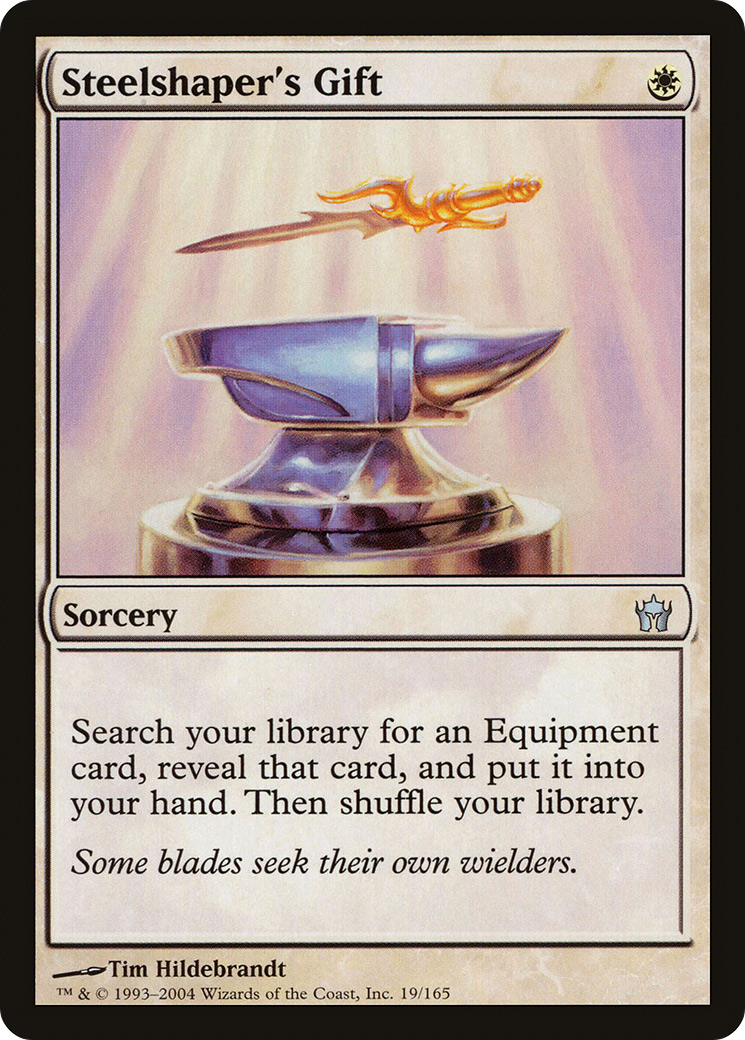 Steelshaper's Gift
Sorcery
Search your library for an Equipment
card, reveal that card, and put it into
your hand. Then shuffle your library.
Some blades seek their own wielders.
Tim Hildebrandt
™ & © 1993–2004 Wizards of the Coast, Inc. 19/165